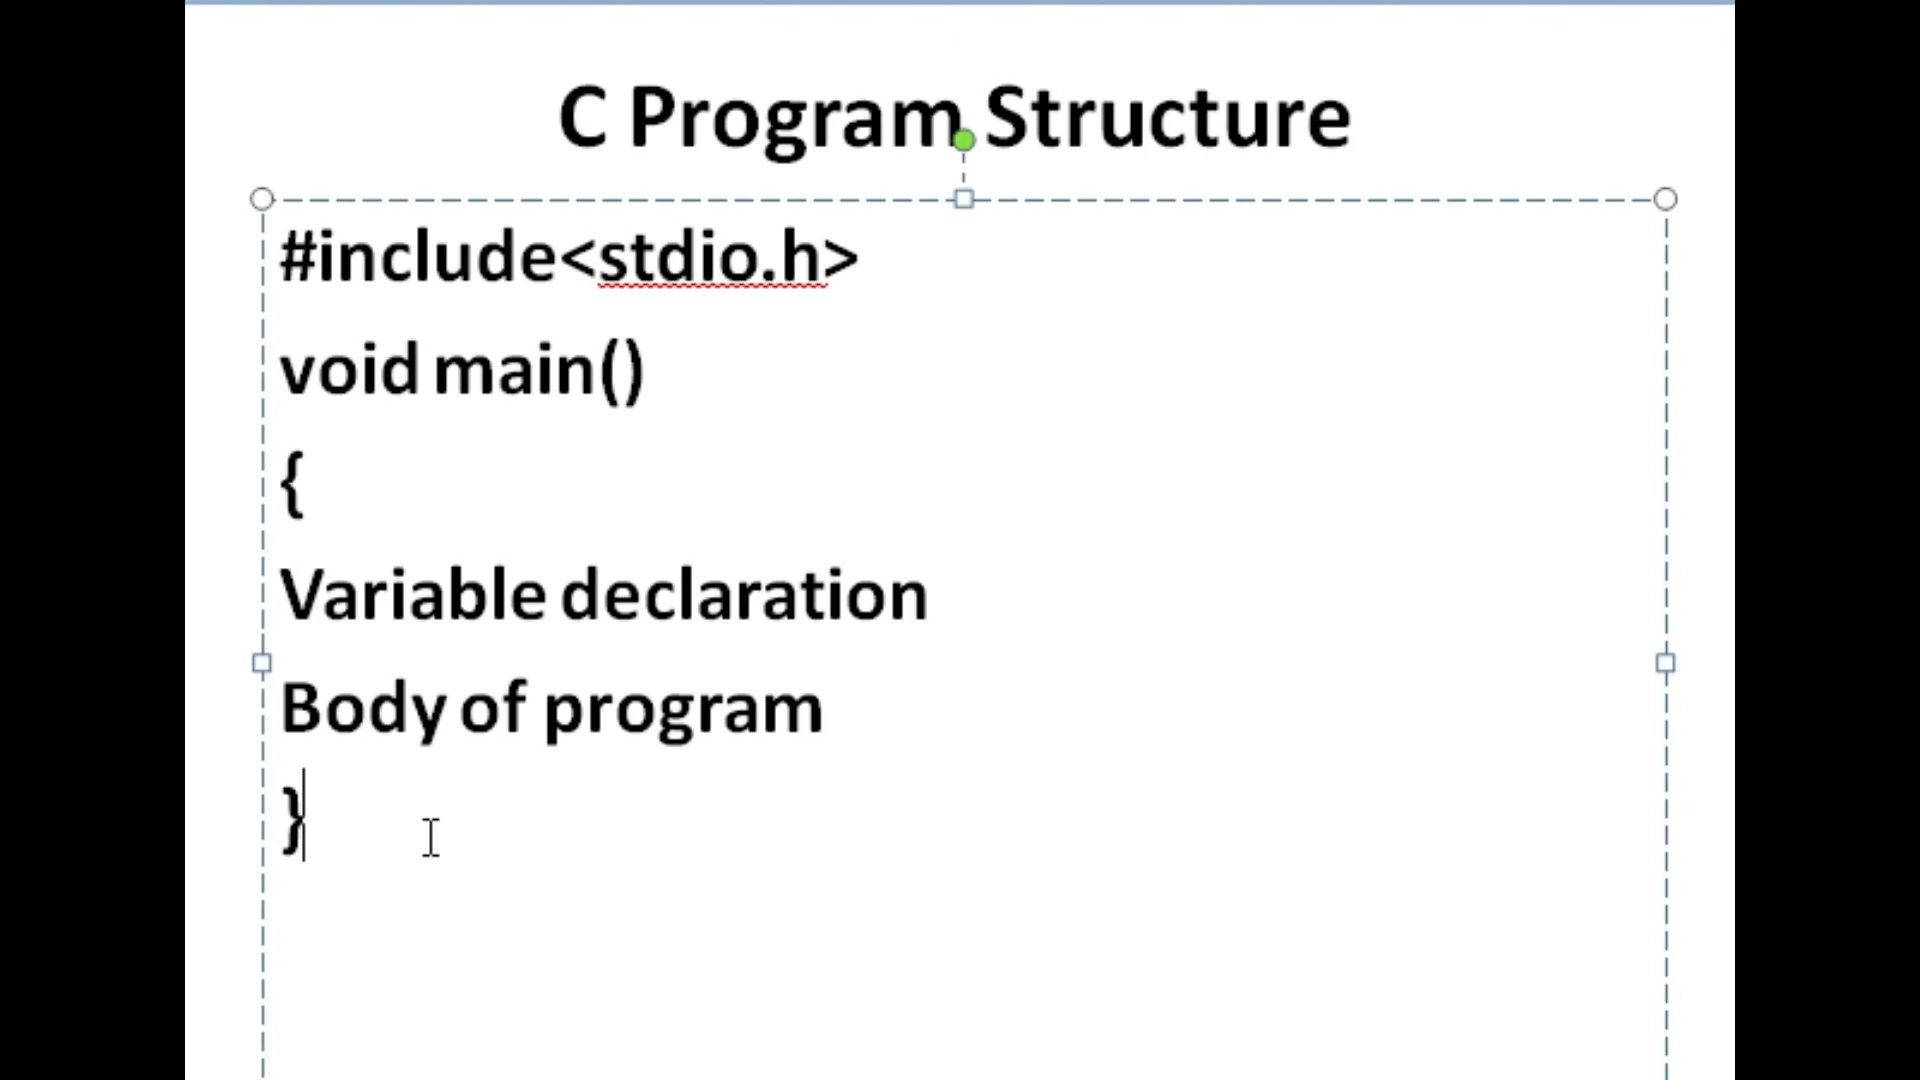 C Program Structure
#include<stdio.h>
void main()
{
Variable declaration
Body of program
}